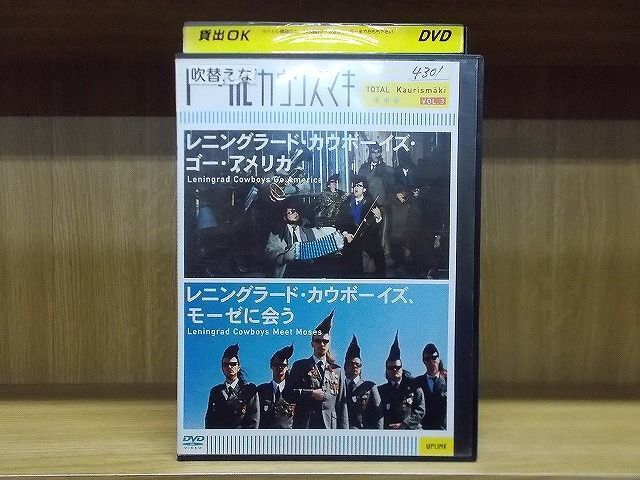 貸出OK
DVD
吹替えなし
トータル カウリスマキ
4301
TOTAL Kaurismäki
VOL.3
レニングラード・カウボーイズ・
ゴー・アメリカ
Leningrad Cowboys Go America
レニングラード・カウボーイズ、
モーゼに会う
Leningrad Cowboys Meet Moses
DVD
VIDEO
UPLINK